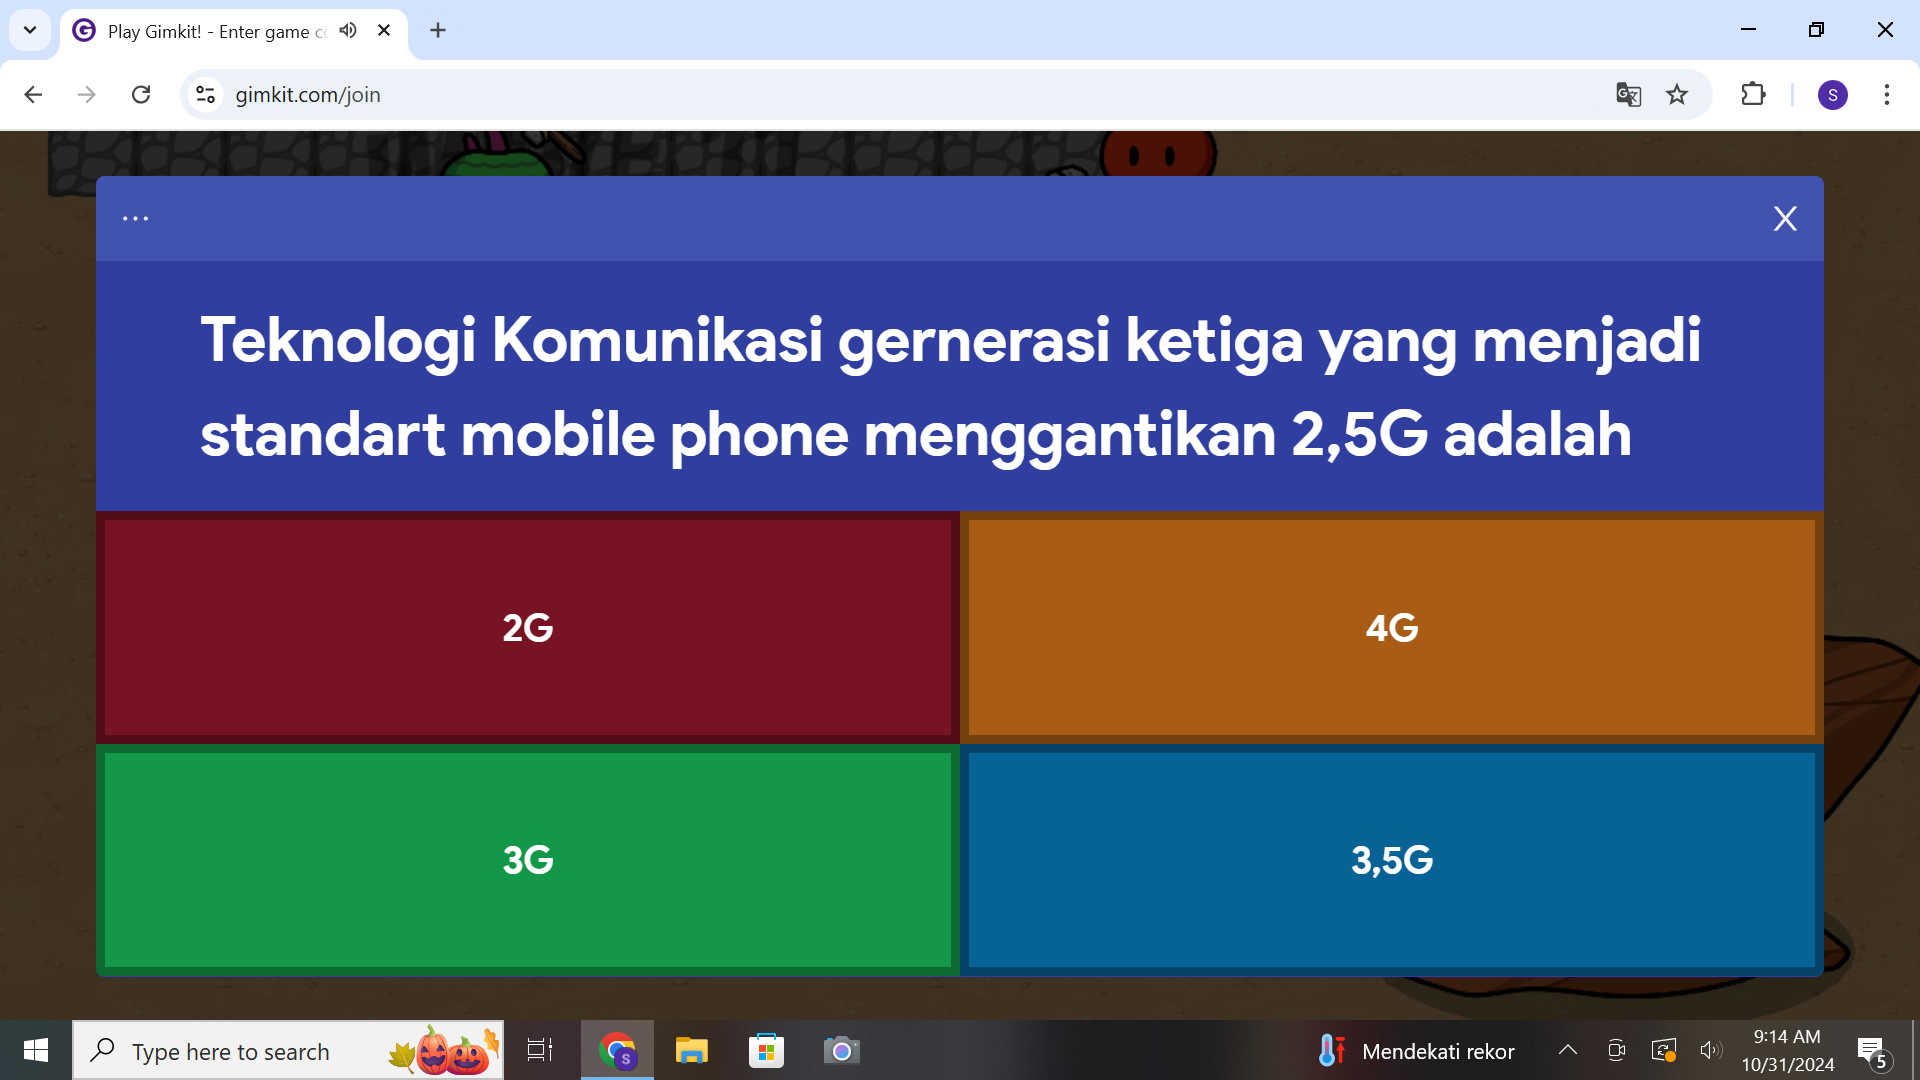 Play Gimkit! - Enter game c
gimkit.com/join
S
...
X
Teknologi Komunikasi gernerasi ketiga yang menjadi
standart mobile phone menggantikan 2,5G adalah
2G
4G
3G
3,5G
Type here to search
S
Mendekati rekor
9:14 AM
10/31/2024
5